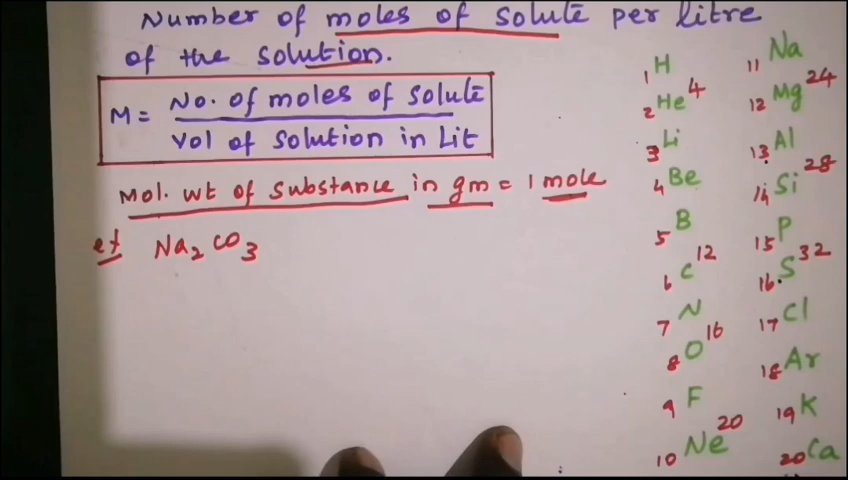 Number of moles of solute per litre
of the solution.
M = No. of moles of solute
Vol of solution in Lit
Mol. wt of substance in gm = 1 mole
ex Na2CO3
1 H
2 He 4
3 Li
4 Be
5 B
6 C 12
7 N
8 O 16
9 F
10 Ne 20
11 Na
12 Mg 24
13 Al
14 Si 28
15 P
16 S 32
17 Cl
18 Ar
19 K
20 Ca